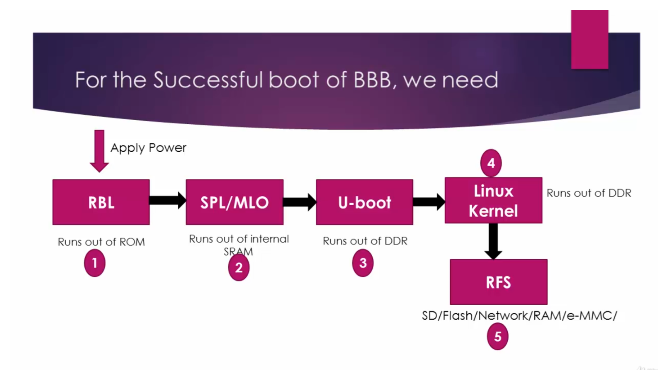 For the Successful boot of BBB, we need
Apply Power
RBL
SPL/MLO
U-boot
4
Linux
Kernel
Runs out of DDR
Runs out of ROM
1
Runs out of internal
SRAM
2
Runs out of DDR
3
RFS
SD/Flash/Network/RAM/e-MMC/
5